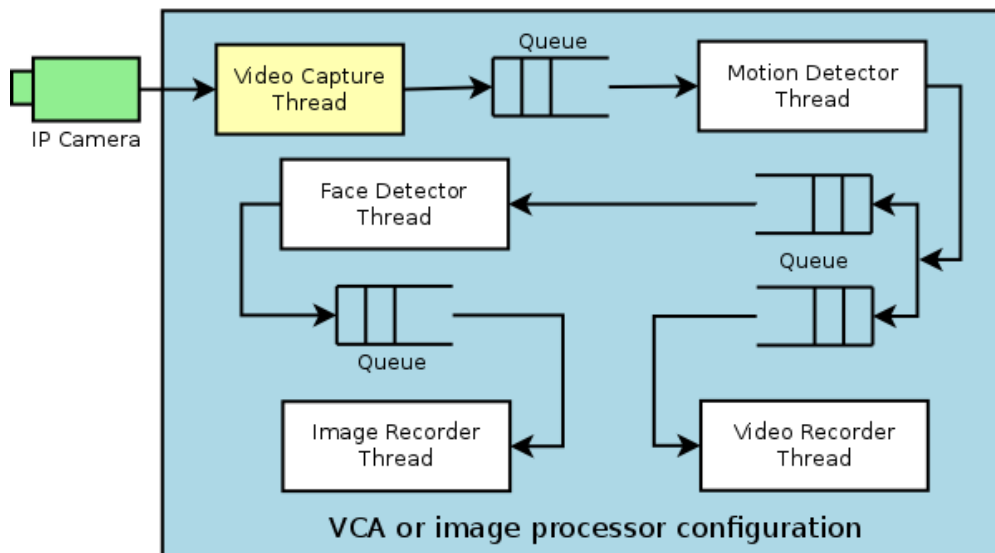 Queue
Video Capture
Thread
Motion Detector
Thread
IP Camera
Face Detector
Thread
Queue
Queue
Image Recorder
Thread
Video Recorder
Thread
VCA or image processor configuration